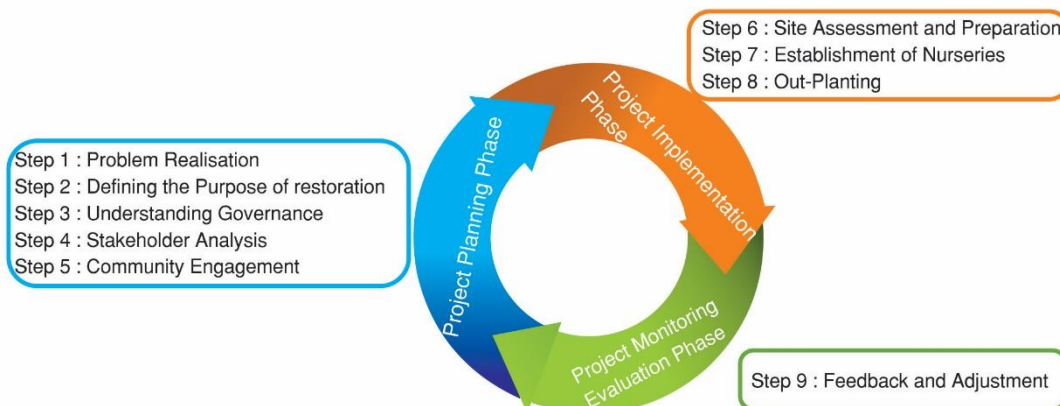 Step 1 : Problem Realisation
Step 2 : Defining the Purpose of restoration
Step 3 : Understanding Governance
Step 4 : Stakeholder Analysis
Step 5 : Community Engagement
Project Planning Phase
Project Implementation
Phase
Step 6 : Site Assessment and Preparation
Step 7 : Establishment of Nurseries
Step 8 : Out-Planting
Project Monitoring
Evaluation Phase
Step 9 : Feedback and Adjustment